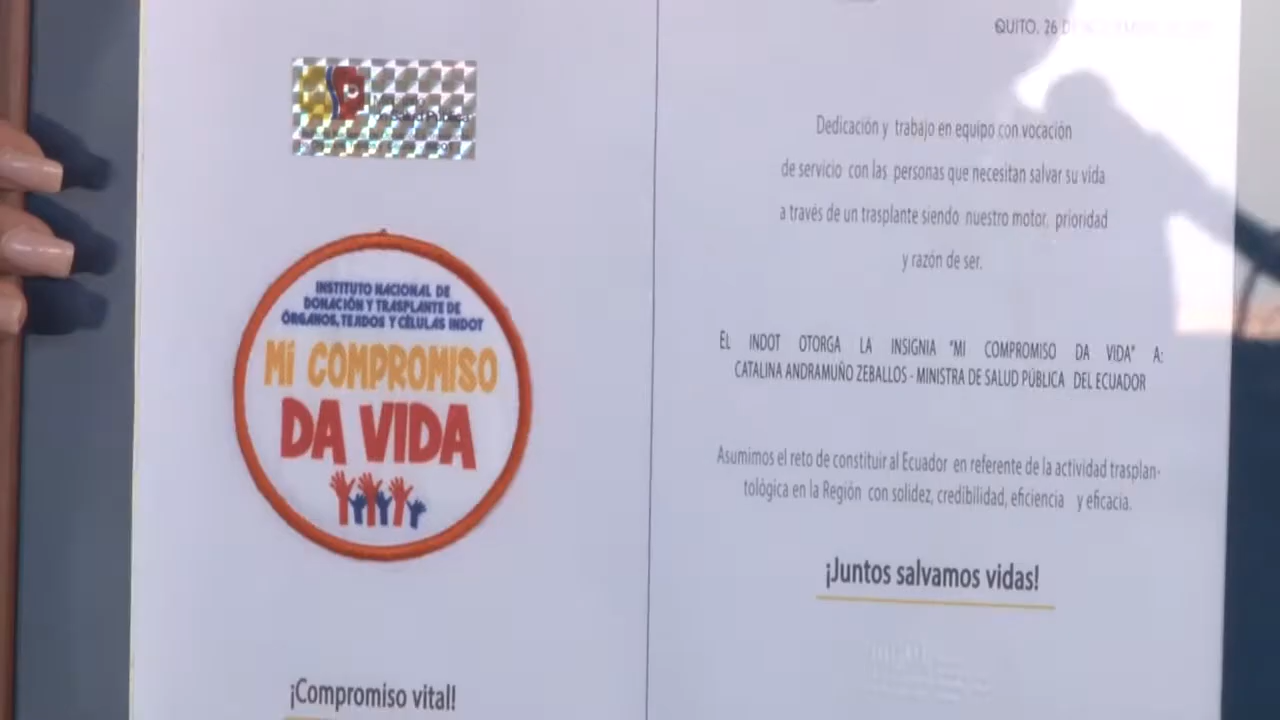 de Salud Pública
INSTITUTO NACIONAL DE
DONACIÓN Y TRASPLANTE DE
ÓRGANOS, TEJIDOS Y CÉLULAS INDOT
MI COMPROMISO
DA VIDA
¡Compromiso vital!
QUITO, 26
Dedicación y trabajo en equipo con vocación
de servicio con las personas que necesitan salvar su vida
a través de un trasplante siendo nuestro motor, prioridad
y razón de ser.
EL INDOT OTORGA LA INSIGNIA "MI COMPROMISO DA VIDA" A:
CATALINA ANDRAMUÑO ZEBALLOS - MINISTRA DE SALUD PÚBLICA DEL ECUADOR
Asumimos el reto de constituir al Ecuador en referente de la actividad trasplan-
tológica en la Región con solidez, credibilidad, eficiencia y eficacia.
¡Juntos salvamos vidas!